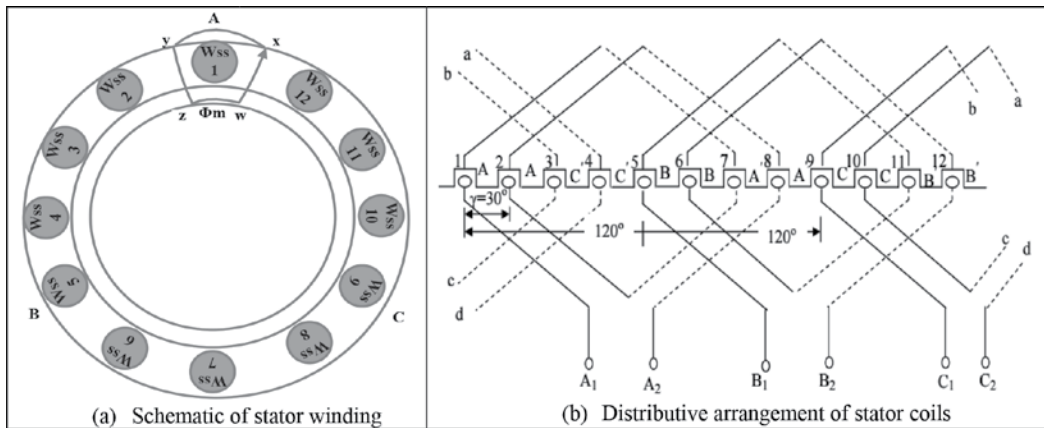 A
y
x
Wss 1
Wss 2
Wss 12
z Φm w
Wss 3
Wss 11
Wss 4
Wss 10
Wss 5
Wss 9
B
C
Wss 6
Wss 8
Wss 7
(a) Schematic of stator winding
a
b
b
a
1 A 2 A 3 C' 4 C' 5 B 6 B 7 A' 8 A 9 C 10 C 11 B 12 B'
γ=30°
120°
120°
c
d
c
d
A1 A2 B1 B2 C1 C2
(b) Distributive arrangement of stator coils